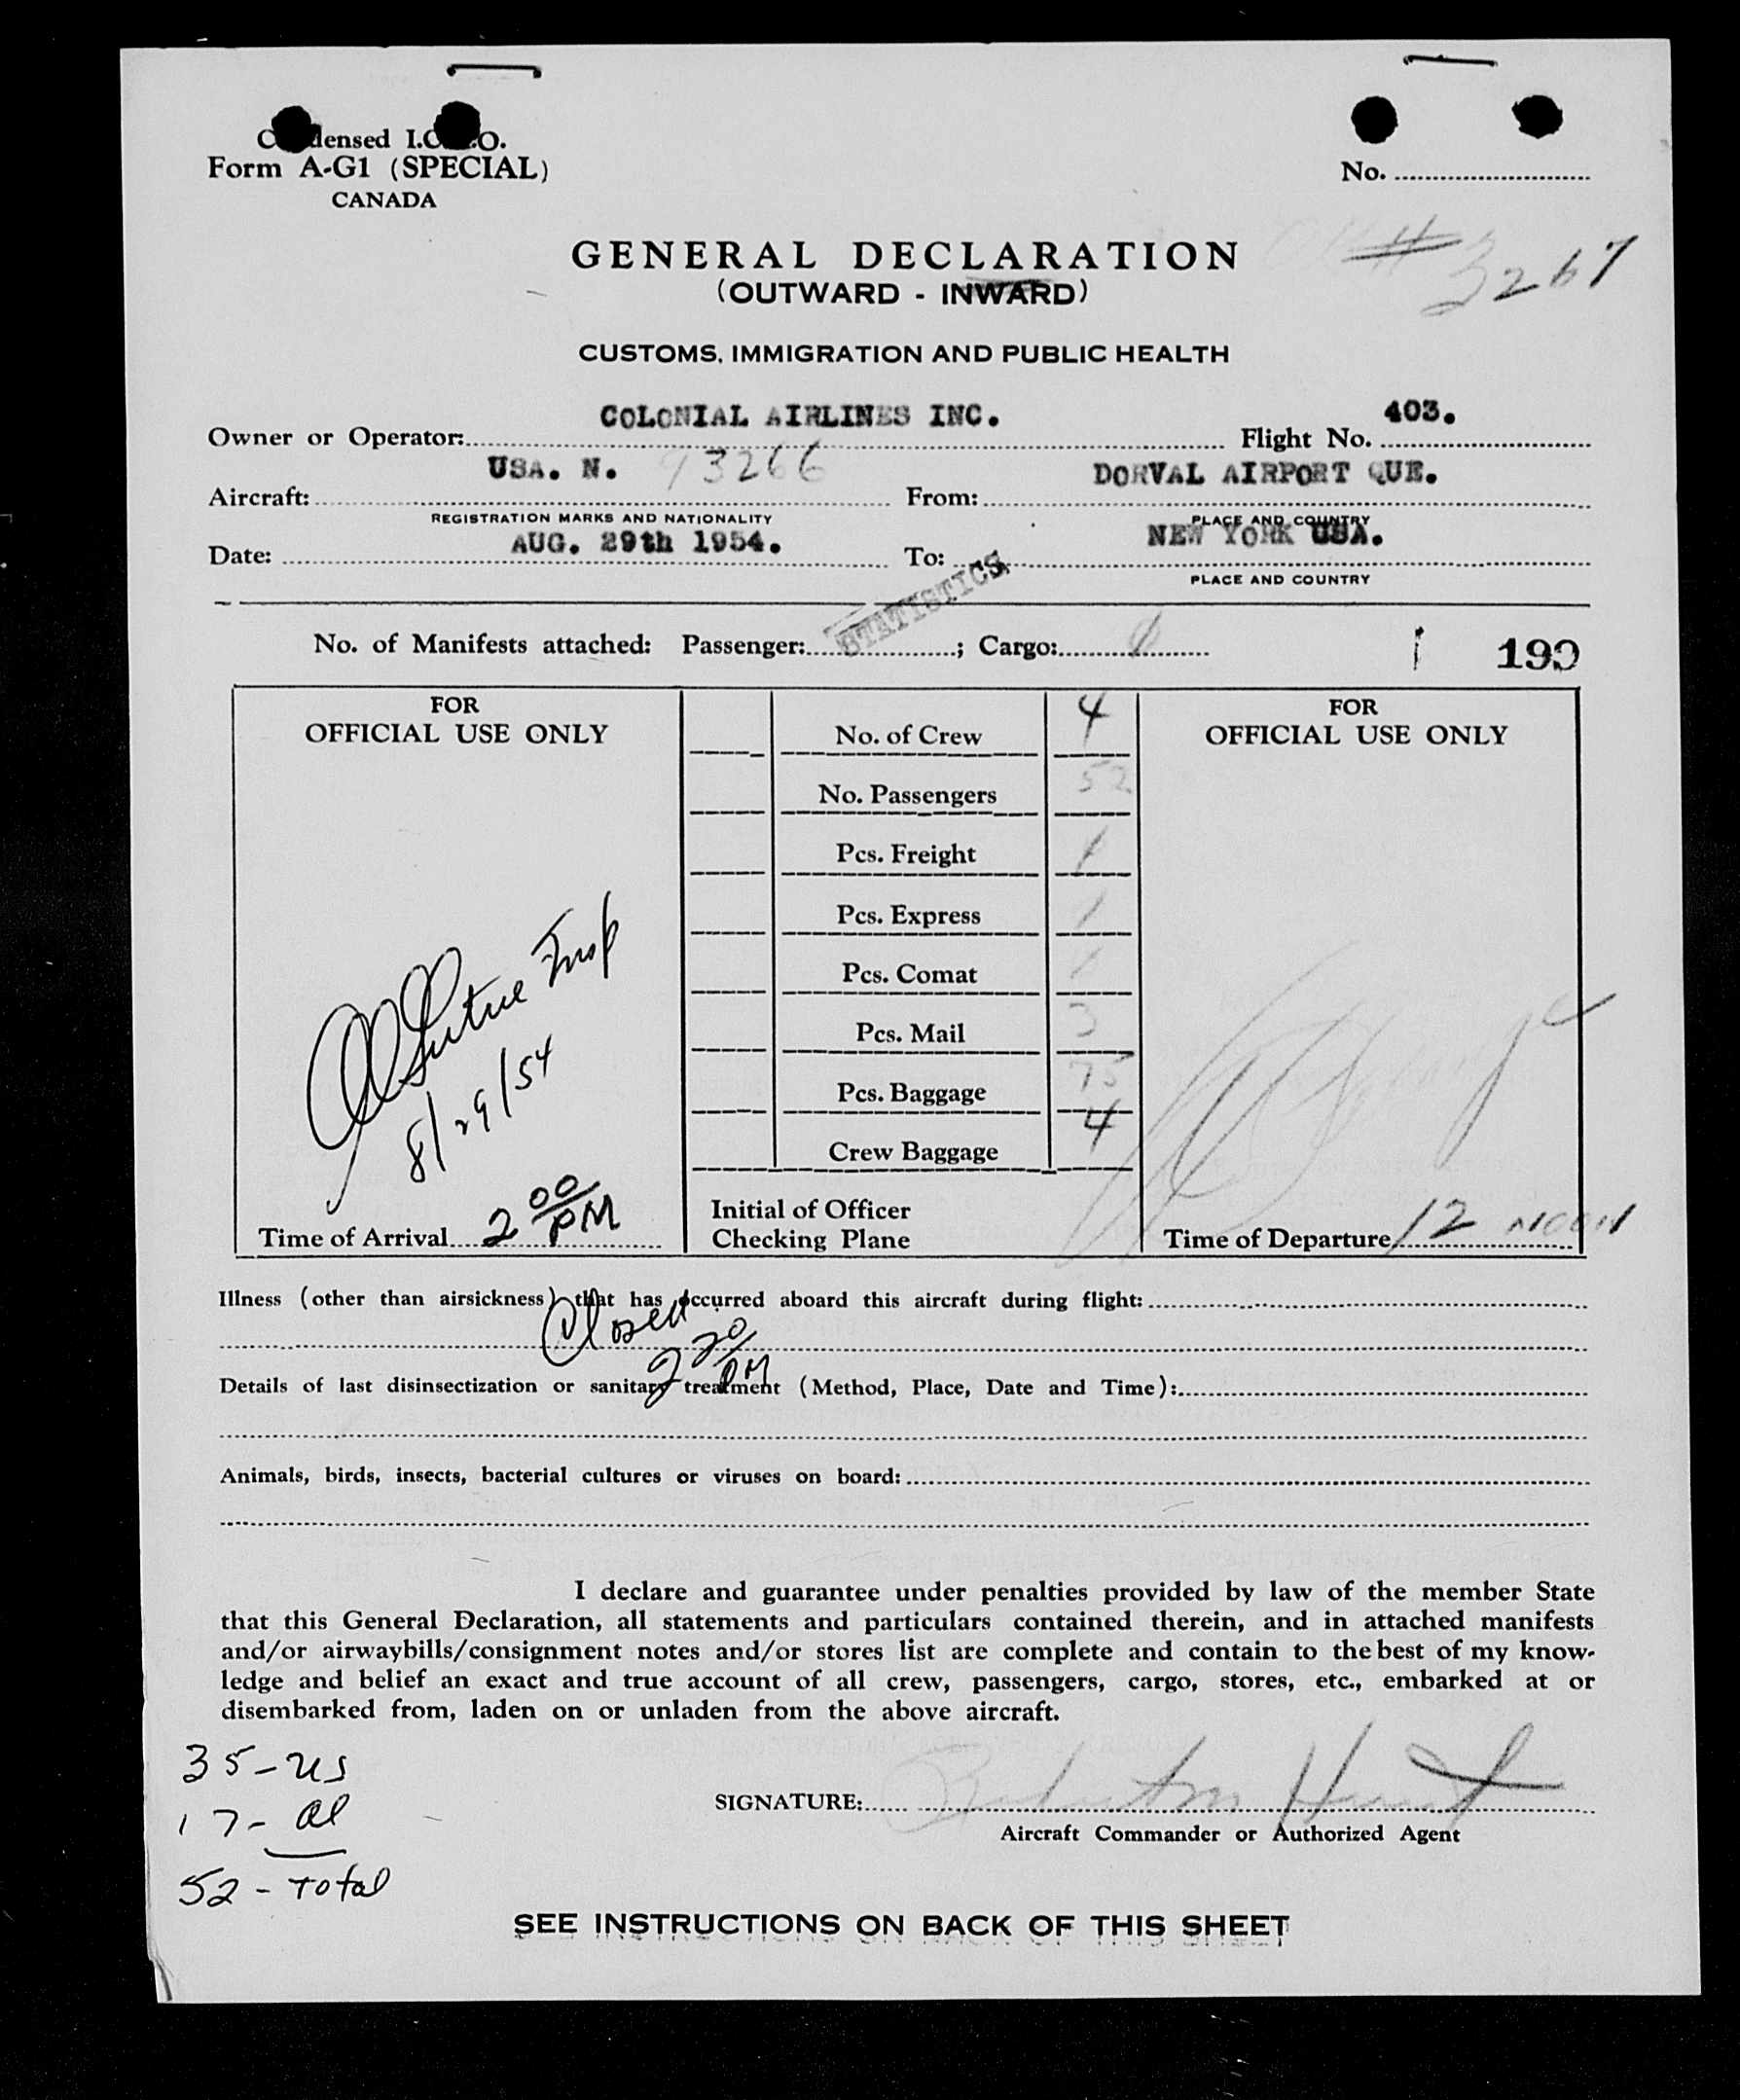 Condensed I.C.A.O.
Form A-G1 (SPECIAL)
CANADA
No.
# 3267
GENERAL DECLARATION
(OUTWARD - INWARD)
CUSTOMS, IMMIGRATION AND PUBLIC HEALTH
Owner or Operator: COLONIAL AIRLINES INC. Flight No. 403.
Aircraft: USA. N. 93266 From: DORVAL AIRPORT QUE.
REGISTRATION MARKS AND NATIONALITY PLACE AND COUNTRY
Date: AUG. 29th 1954. To: NEW YORK USA.
PLACE AND COUNTRY
STATISTICS
No. of Manifests attached: Passenger: ; Cargo: 199
FOR
OFFICIAL USE ONLY
Insp
8/29/54
Time of Arrival 2 00 PM
No. of Crew 4
No. Passengers 52
Pcs. Freight /
Pcs. Express /
Pcs. Comat /
Pcs. Mail 3
Pcs. Baggage 75
Crew Baggage 4
Initial of Officer
Checking Plane
FOR
OFFICIAL USE ONLY
Time of Departure 12 NOON
Illness (other than airsickness) that has occurred aboard this aircraft during flight:
Closed
2 20 PM
Details of last disinsectization or sanitary treatment (Method, Place, Date and Time):
Animals, birds, insects, bacterial cultures or viruses on board:
I declare and guarantee under penalties provided by law of the member State
that this General Declaration, all statements and particulars contained therein, and in attached manifests
and/or airwaybills/consignment notes and/or stores list are complete and contain to the best of my know-
ledge and belief an exact and true account of all crew, passengers, cargo, stores, etc., embarked at or
disembarked from, laden on or unladen from the above aircraft.
35 - US
17 - al
52 - Total
SIGNATURE: Hunt
Aircraft Commander or Authorized Agent
SEE INSTRUCTIONS ON BACK OF THIS SHEET